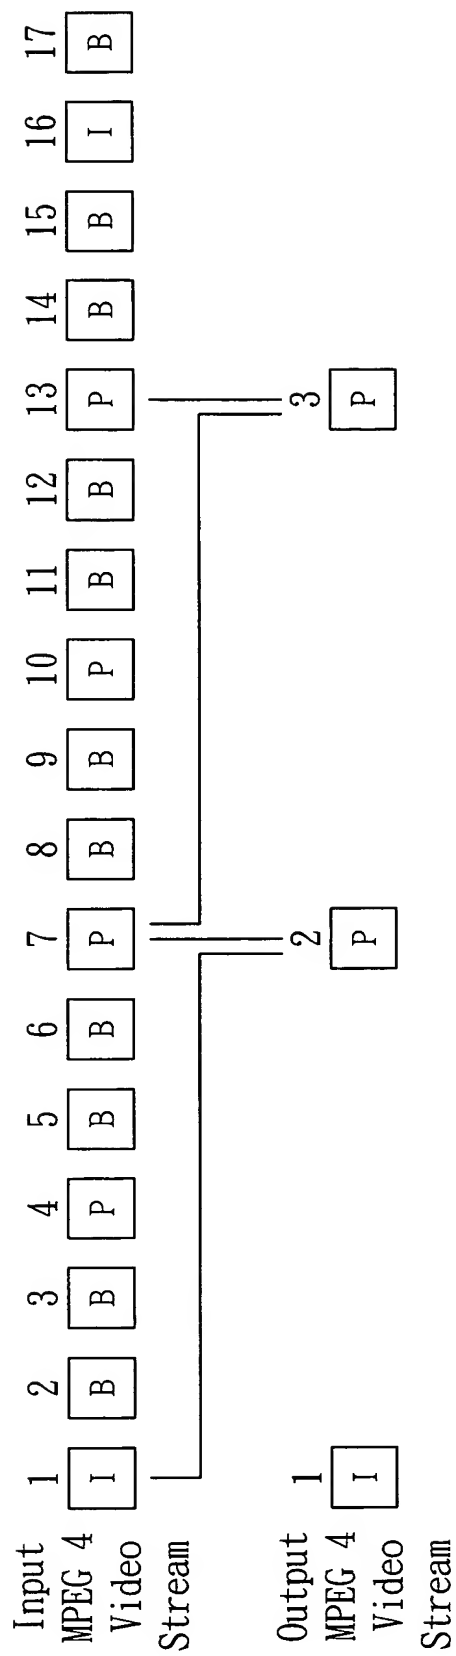 Input
MPEG 4
Video
Stream
1 2 3 4 5 6 7 8 9 10 11 12 13 14 15 16 17
I B B P B B P B B P B B P B B I B
Output
MPEG 4
Video
Stream
1 2 3
I P P